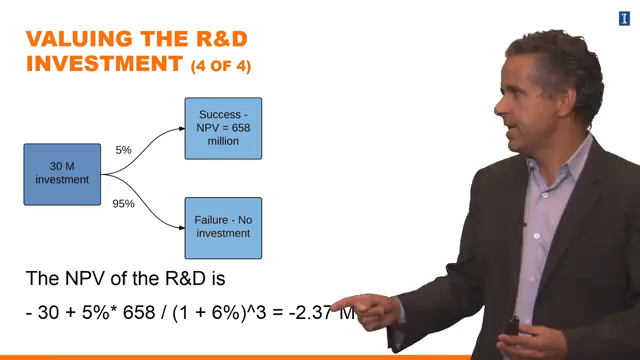 VALUING THE R&D
INVESTMENT (4 OF 4)
Success -
NPV = 658
million
5%
30 M
investment
95%
Failure - No
investment
The NPV of the R&D is
- 30 + 5%* 658 / (1 + 6%)^3 = -2.37 M
I